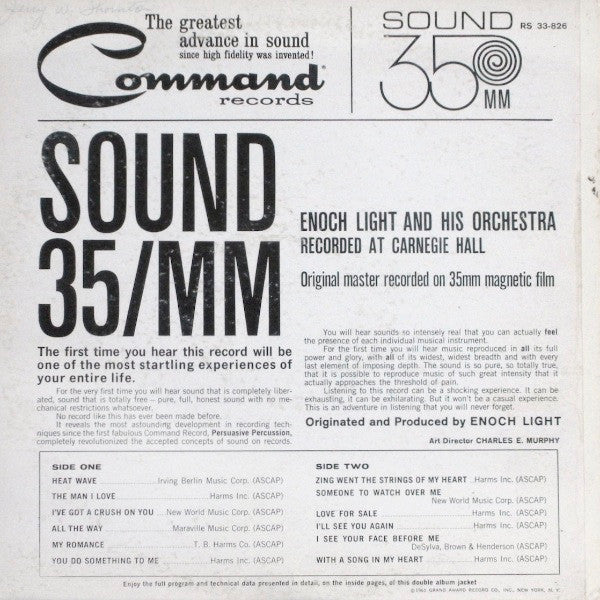 The greatest
advance in sound
since high fidelity was invented!
Command®
records
SOUND
35
MM
RS 33-826
SOUND
35/MM
ENOCH LIGHT AND HIS ORCHESTRA
RECORDED AT CARNEGIE HALL
Original master recorded on 35mm magnetic film
The first time you hear this record will be
one of the most startling experiences of
your entire life.
For the very first time you will hear sound that is completely liber-
ated, sound that is totally free – pure, full, honest sound with no me-
chanical restrictions whatsoever.
No record like this has ever been made before.
It reveals the most astounding development in recording tech-
niques since the first fabulous Command Record, Persuasive Percussion,
completely revolutionized the accepted concepts of sound on records.
You will hear sounds so intensely real that you can actually feel
the presence of each individual musical instrument.
For the first time you will hear music reproduced in all its full
power and glory, with all of its widest, widest breadth and with every
last element of imposing depth. The sound is so pure, so totally true,
that it is possible to reproduce music of such great intensity that it
actually approaches the threshold of pain.
Listening to this record can be a shocking experience. It can be
exhausting, it can be exhilarating. But it won't be a casual experience.
This is an adventure in listening that you will never forget.
Originated and Produced by ENOCH LIGHT
Art Director CHARLES E. MURPHY
SIDE ONE
HEAT WAVE Irving Berlin Music Corp. (ASCAP)
THE MAN I LOVE Harms Inc. (ASCAP)
I'VE GOT A CRUSH ON YOU New World Music Corp. (ASCAP)
ALL THE WAY Maraville Music Corp. (ASCAP)
MY ROMANCE T. B. Harms Co. (ASCAP)
YOU DO SOMETHING TO ME Harms Inc. (ASCAP)
SIDE TWO
ZING WENT THE STRINGS OF MY HEART Harms Inc. (ASCAP)
SOMEONE TO WATCH OVER ME
New World Music Corp. (ASCAP)
LOVE FOR SALE Harms Inc. (ASCAP)
I'LL SEE YOU AGAIN Harms Inc. (ASCAP)
I SEE YOUR FACE BEFORE ME
DeSylva, Brown & Henderson (ASCAP)
WITH A SONG IN MY HEART Harms Inc. (ASCAP)
Enjoy the full program and technical data presented in detail, on the inside pages, of this double album jacket
©1961 GRAND AWARD RECORD CO., INC., NEW YORK, N. Y.